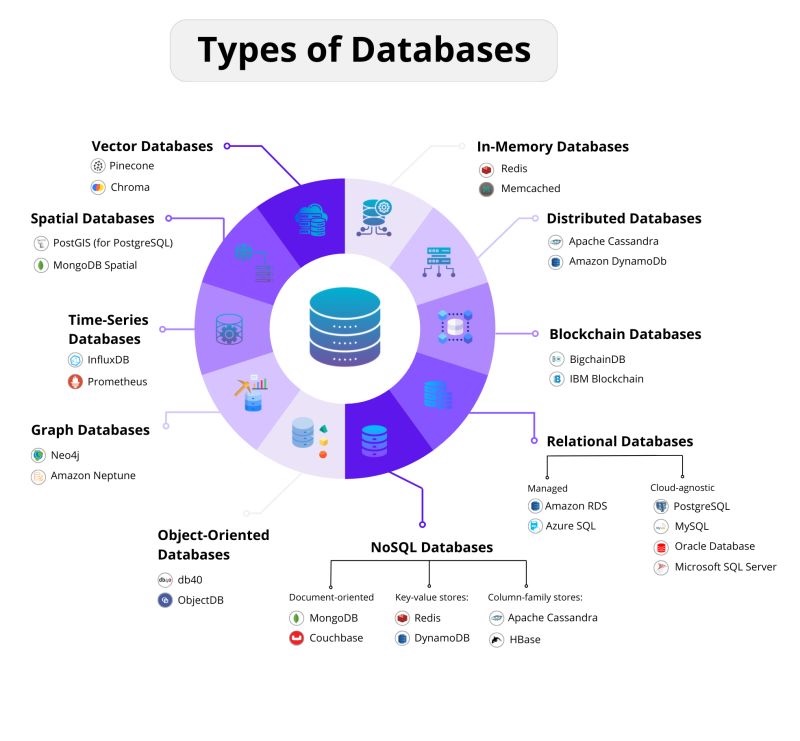 Types of Databases
Vector Databases
Pinecone
Chroma
In-Memory Databases
Redis
Memcached
Spatial Databases
PostGIS (for PostgreSQL)
MongoDB Spatial
Distributed Databases
Apache Cassandra
Amazon DynamoDb
Time-Series
Databases
InfluxDB
Prometheus
Blockchain Databases
BigchainDB
IBM Blockchain
Graph Databases
Neo4j
Amazon Neptune
Relational Databases
Managed
Amazon RDS
Azure SQL
Cloud-agnostic
PostgreSQL
MySQL
Oracle Database
Microsoft SQL Server
Object-Oriented
Databases
db40
ObjectDB
NoSQL Databases
Document-oriented
MongoDB
Couchbase
Key-value stores:
Redis
DynamoDB
Column-family stores:
Apache Cassandra
HBase